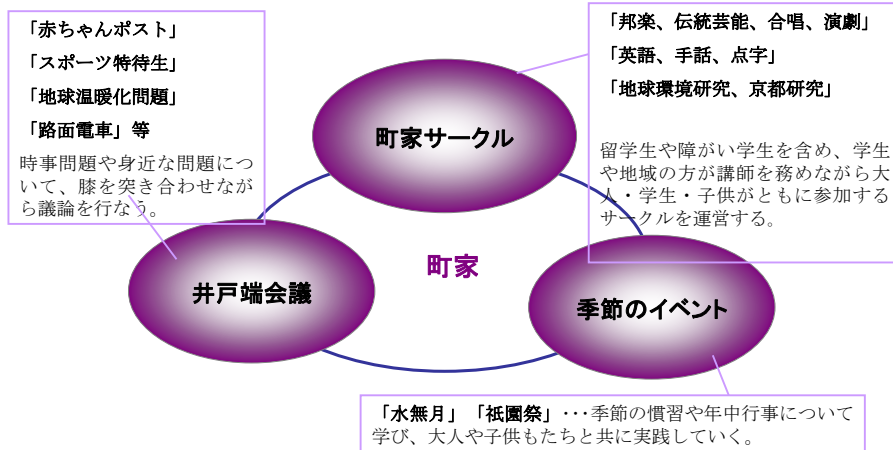 「赤ちゃんポスト」
「スポーツ特待生」
「地球温暖化問題」
「路面電車」等
時事問題や身近な問題につ
いて、膝を突き合わせなが
ら議論を行なう。
町家サークル
「邦楽、伝統芸能、合唱、演劇」
「英語、手話、点字」
「地球環境研究、京都研究」
留学生や障がい学生を含め、学生
や地域の方が講師を務めながら大
人・学生・子供がともに参加する
サークルを運営する。
町家
井戸端会議
季節のイベント
「水無月」「祇園祭」･･･季節の慣習や年中行事について
学び、大人や子供もたちと共に実践していく。